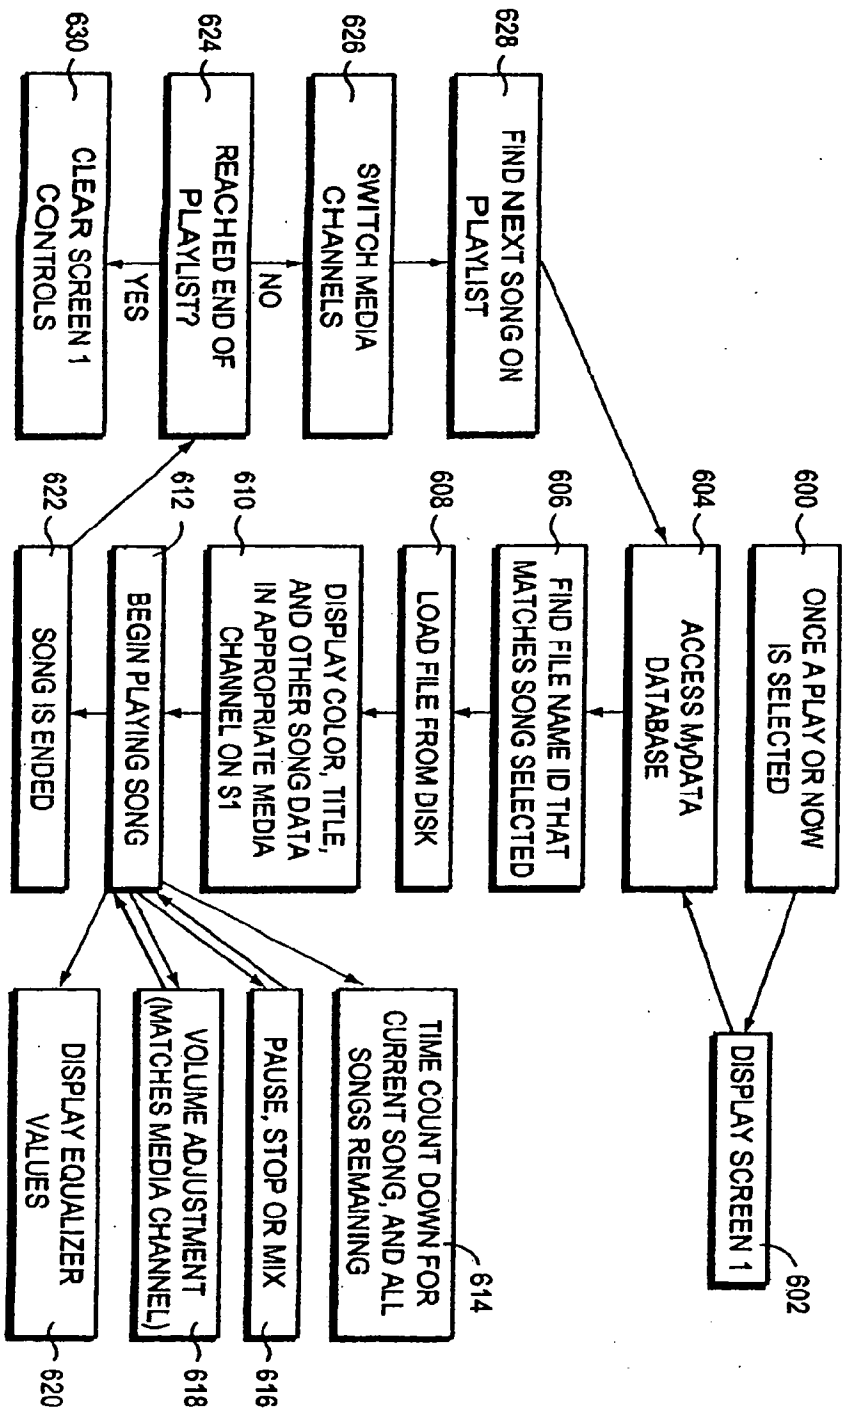 600
ONCE A PLAY OR NOW
IS SELECTED
DISPLAY SCREEN 1
602
604
ACCESS MyDATA
DATABASE
606
FIND FILE NAME ID THAT
MATCHES SONG SELECTED
608
LOAD FILE FROM DISK
610
DISPLAY COLOR, TITLE,
AND OTHER SONG DATA
IN APPROPRIATE MEDIA
CHANNEL ON S1
612
BEGIN PLAYING SONG
TIME COUNT DOWN FOR
CURRENT SONG, AND ALL
SONGS REMAINING
614
PAUSE, STOP OR MIX
616
VOLUME ADJUSTMENT
(MATCHES MEDIA CHANNEL)
618
DISPLAY EQUALIZER
VALUES
620
622
SONG IS ENDED
624
REACHED END OF
PLAYLIST?
NO
YES
626
SWITCH MEDIA
CHANNELS
628
FIND NEXT SONG ON
PLAYLIST
630
CLEAR SCREEN 1
CONTROLS